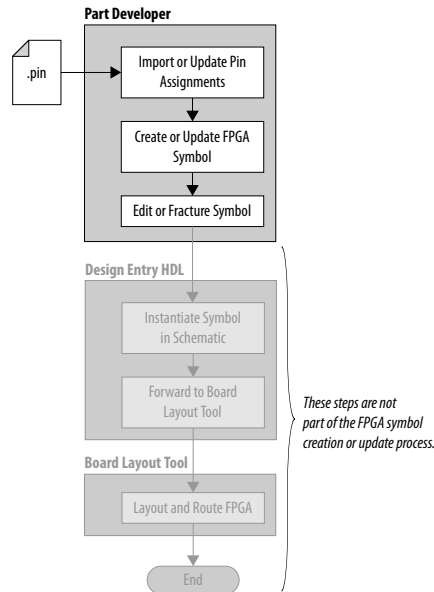 Part Developer
.pin
Import or Update Pin
Assignments
Create or Update FPGA
Symbol
Edit or Fracture Symbol
Design Entry HDL
Instantiate Symbol
in Schematic
Forward to Board
Layout Tool
These steps are not
part of the FPGA symbol
creation or update process.
Board Layout Tool
Layout and Route FPGA
End